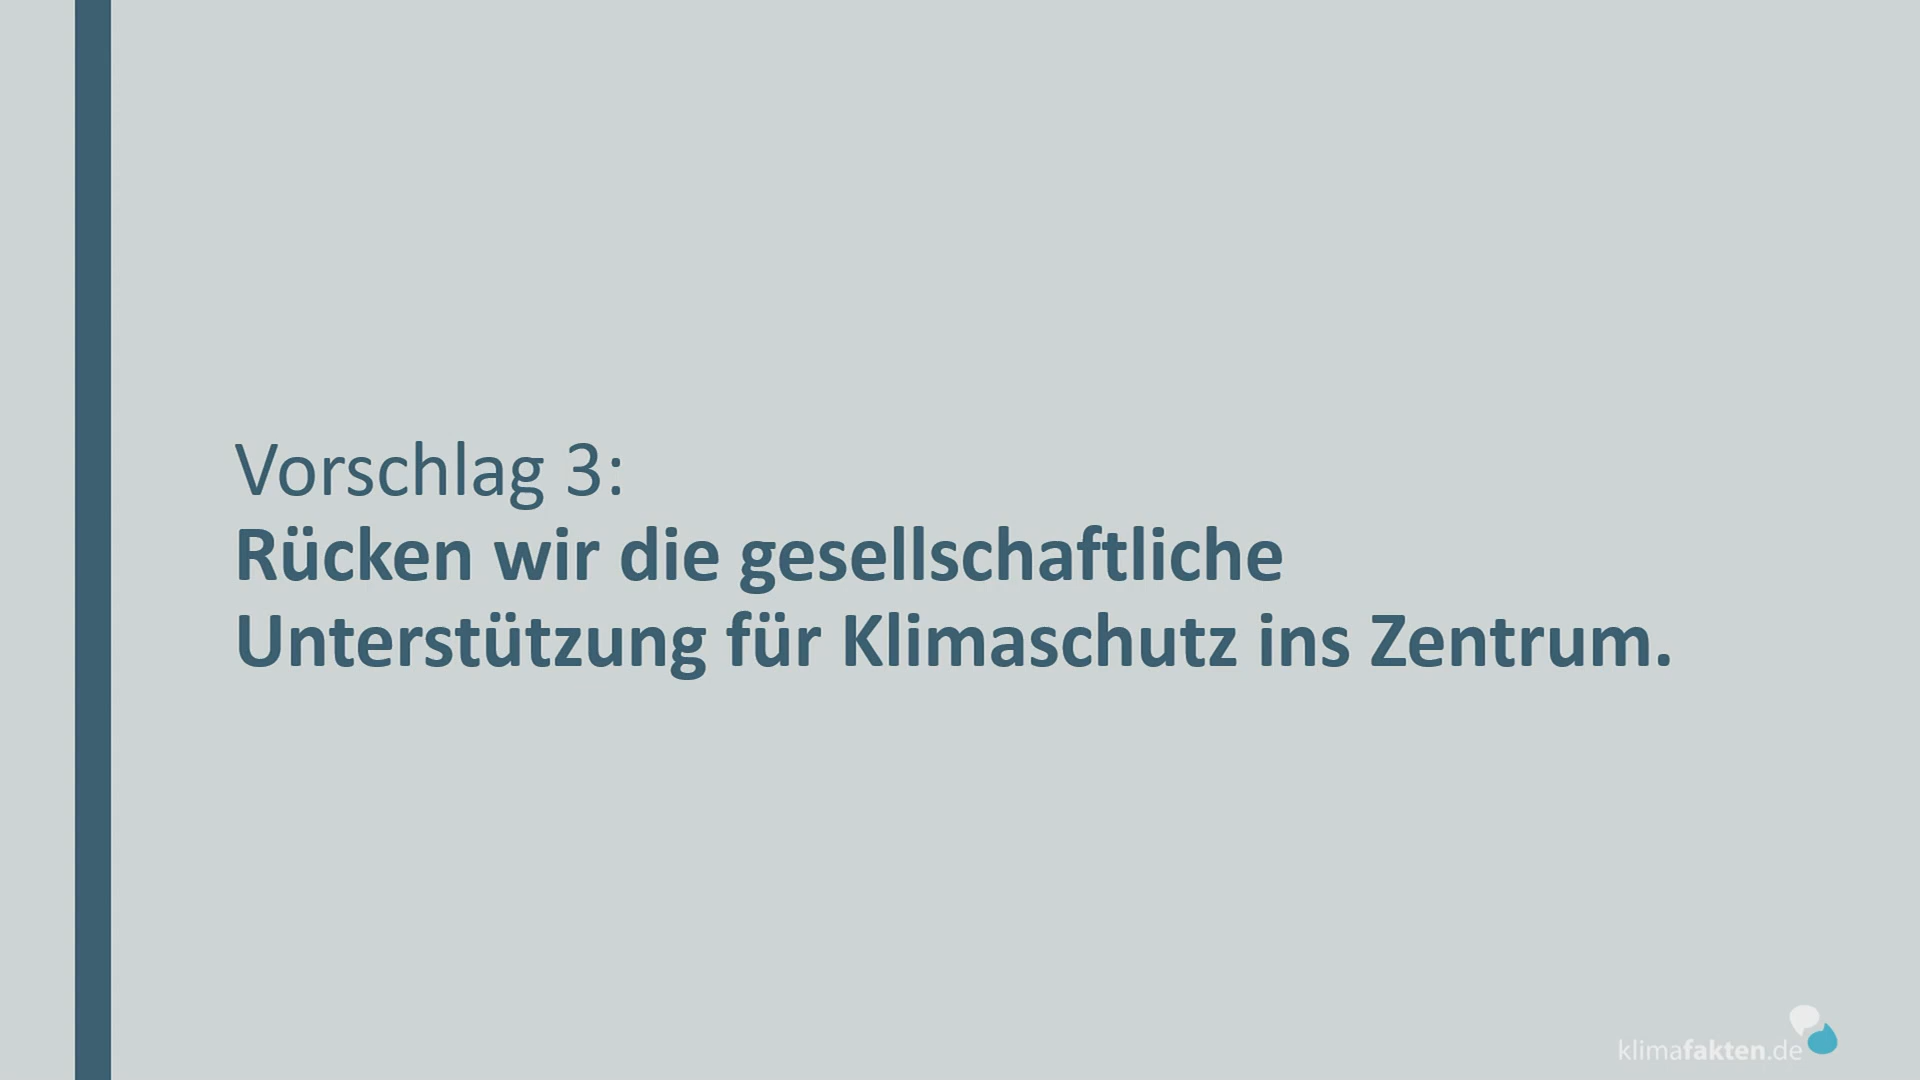 Vorschlag 3:
Rücken wir die gesellschaftliche
Unterstützung für Klimaschutz ins Zentrum.
klimafakten.de